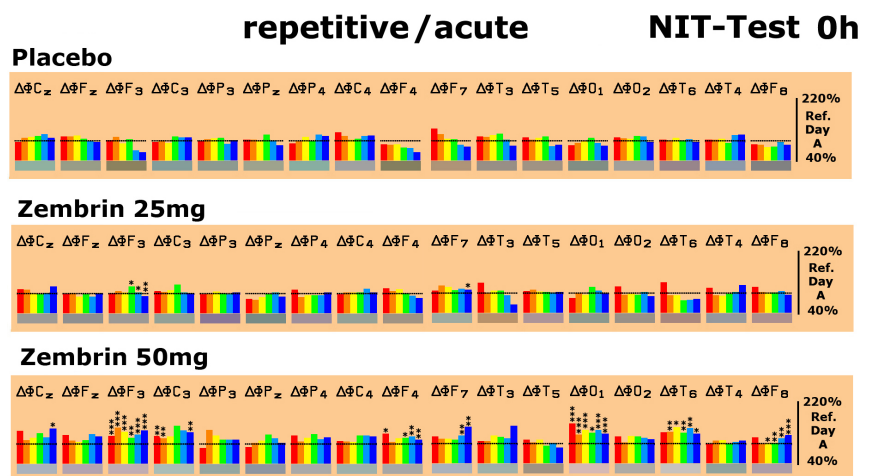 repetitive/acute NIT-Test 0h
Placebo
ΔΦCz ΔΦFz ΔΦF3 ΔΦC3 ΔΦP3 ΔΦPz ΔΦP4 ΔΦC4 ΔΦF4 ΔΦF7 ΔΦT3 ΔΦT5 ΔΦO1 ΔΦO2 ΔΦT6 ΔΦT4 ΔΦF8
220%
Ref.
Day
A
40%
Zembrin 25mg
ΔΦCz ΔΦFz ΔΦF3 ΔΦC3 ΔΦP3 ΔΦPz ΔΦP4 ΔΦC4 ΔΦF4 ΔΦF7 ΔΦT3 ΔΦT5 ΔΦO1 ΔΦO2 ΔΦT6 ΔΦT4 ΔΦF8
220%
Ref.
Day
A
40%
Zembrin 50mg
ΔΦCz ΔΦFz ΔΦF3 ΔΦC3 ΔΦP3 ΔΦPz ΔΦP4 ΔΦC4 ΔΦF4 ΔΦF7 ΔΦT3 ΔΦT5 ΔΦO1 ΔΦO2 ΔΦT6 ΔΦT4 ΔΦF8
220%
Ref.
Day
A
40%